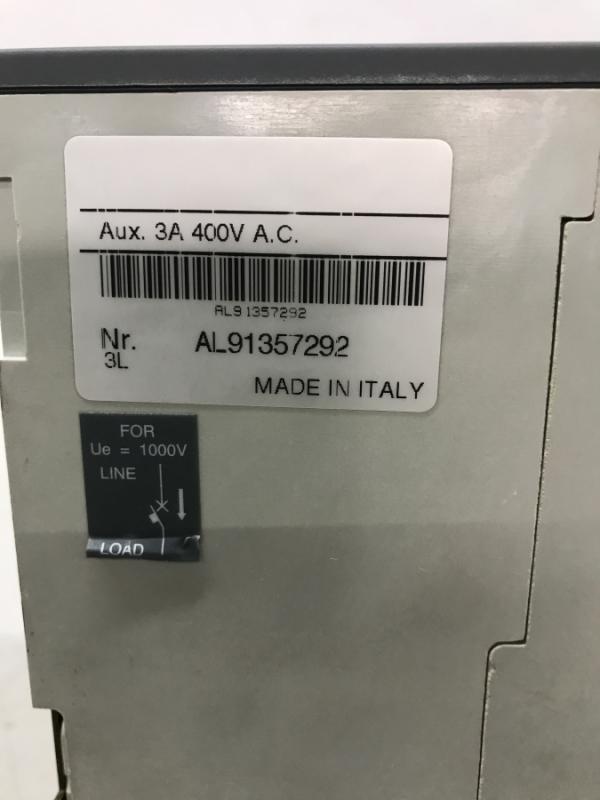 Aux. 3A 400V A.C.
AL91357292
Nr. AL91357292
3L
MADE IN ITALY
FOR
Ue = 1000V
LINE
LOAD